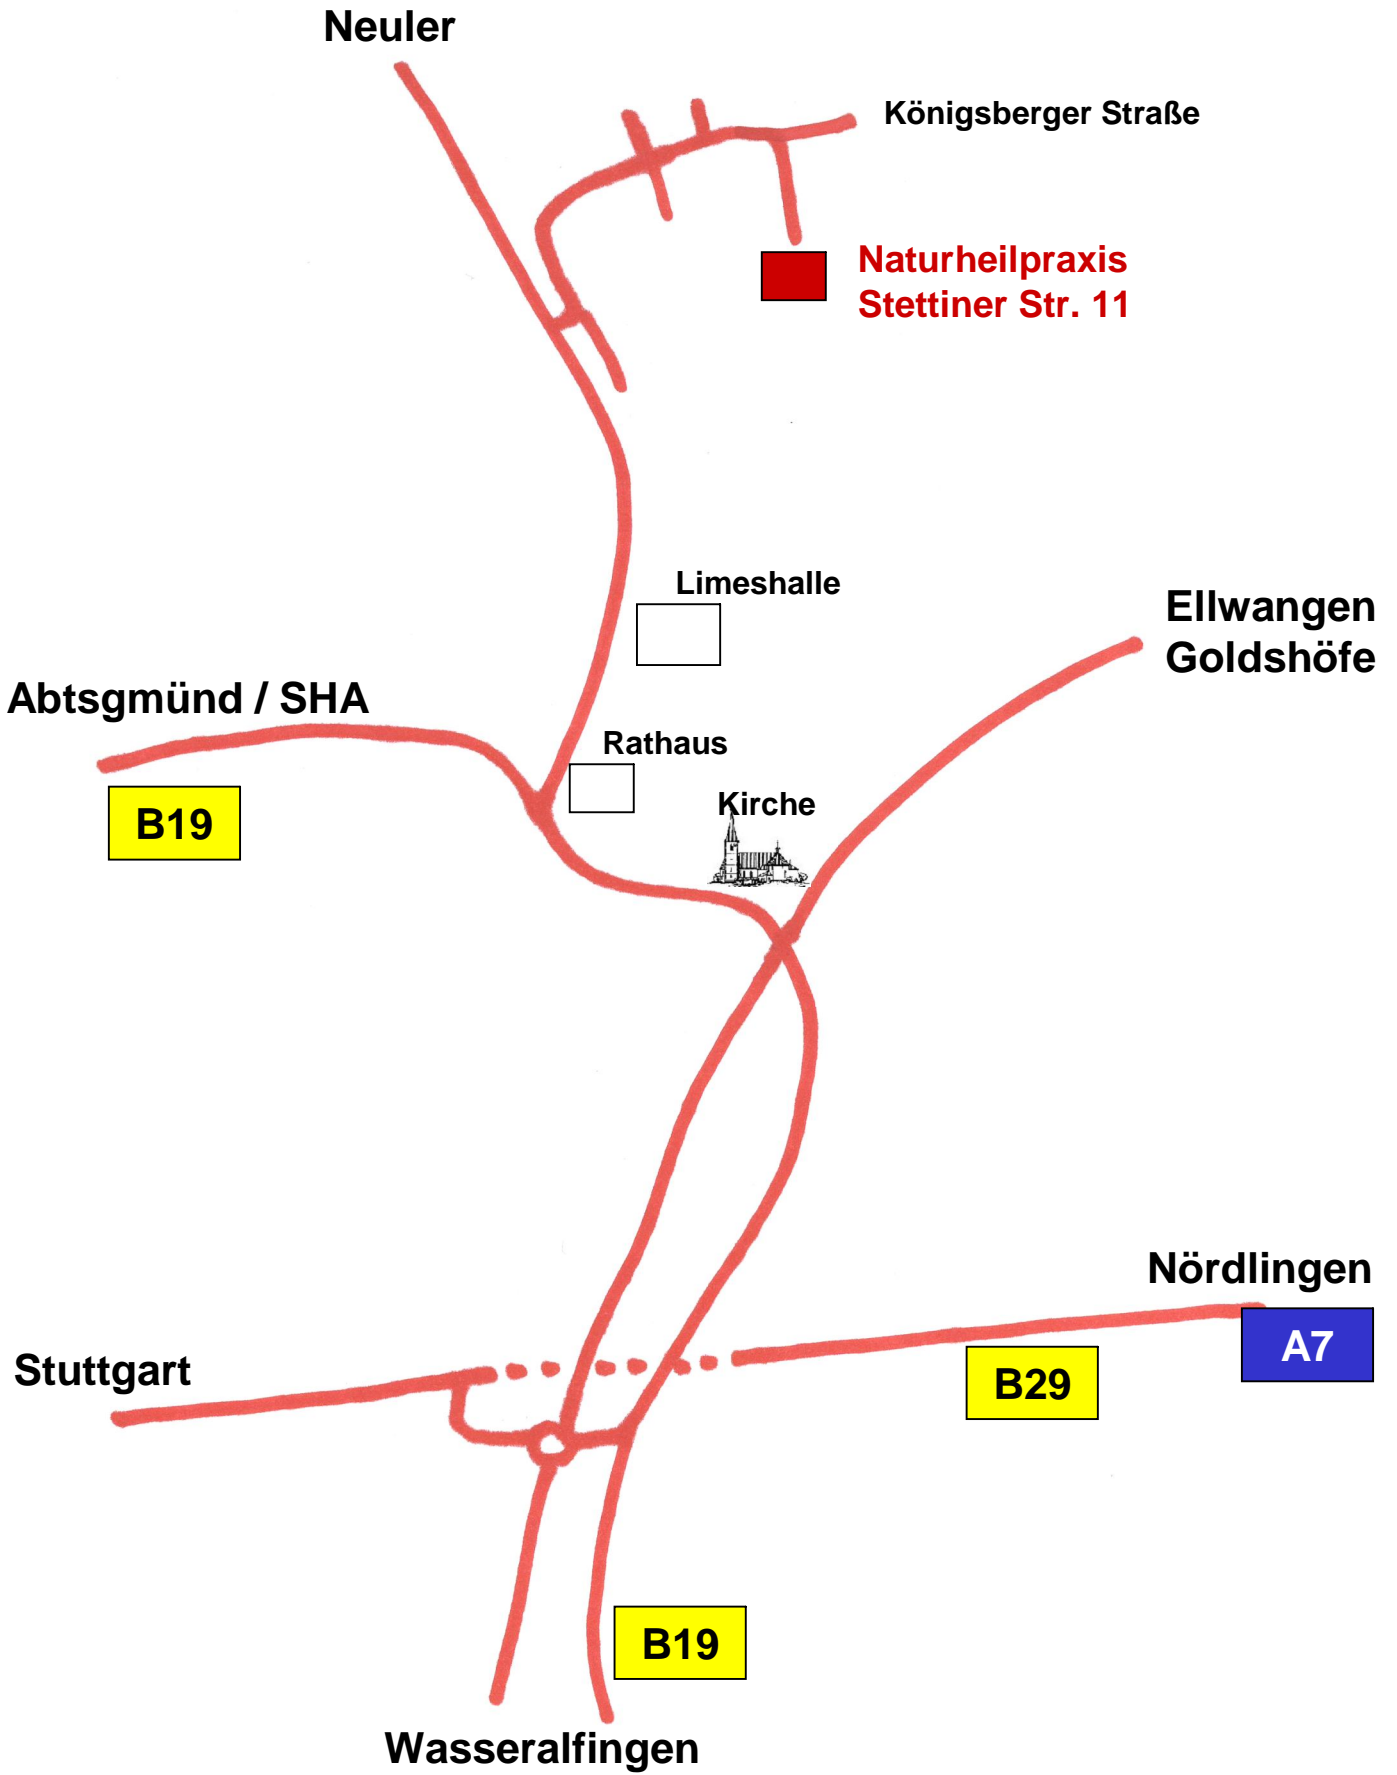 Neuler
Königsberger Straße
Naturheilpraxis
Stettiner Str. 11
Limeshalle
Ellwangen
Goldshöfe
Abtsgmünd / SHA
Rathaus
B19
Kirche
Nördlingen
A7
Stuttgart
B29
B19
Wasseralfingen